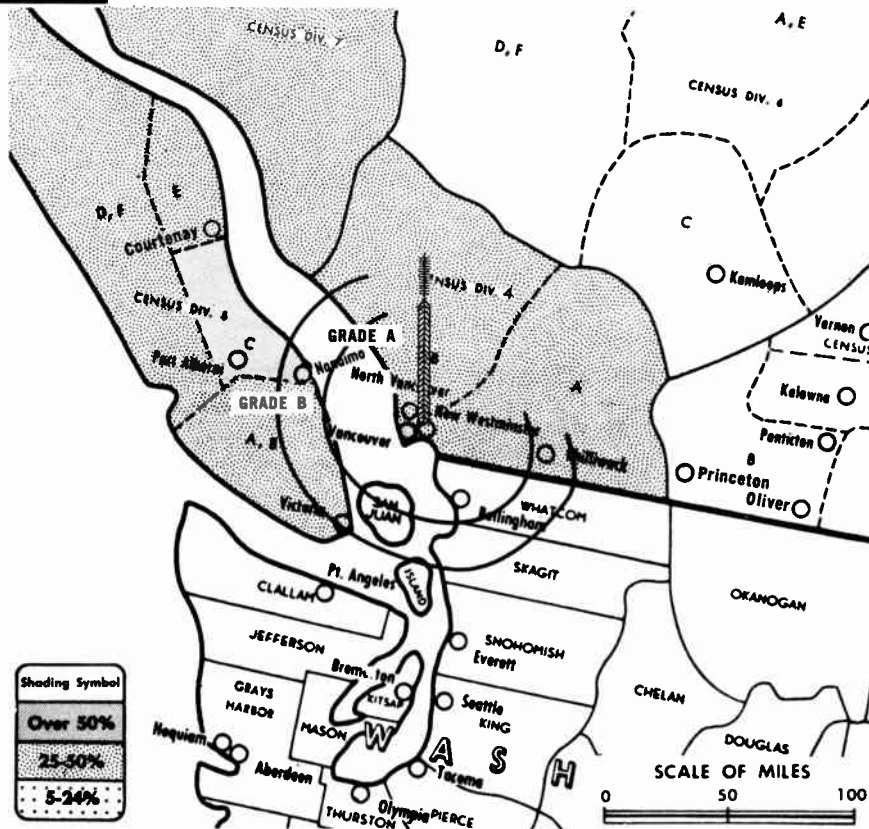 CENSUS DIV. 7
D, F
A, E
CENSUS DIV. 6
D, F
E
Courtenay
C
Kamloops
CENSUS DIV. 5
CENSUS DIV. 4
GRADE A
Vernon
CENSUS
C
Port Alberni
Nanaimo
B
North Vancouver
A
Kelowna
GRADE B
New Westminster
Penticton
A, B
Vancouver
Chilliwack
B
Princeton
Oliver
SAN JUAN
Victoria
Bellingham
WHATCOM
Pt. Angeles
ISLAND
SKAGIT
CLALLAM
OKANOGAN
JEFFERSON
SNOHOMISH
Everett
Bremerton
Shading Symbol
GRAYS HARBOR
KITSAP
Seattle
KING
CHELAN
Over 50%
MASON
W A S H
DOUGLAS
25-50%
Hoquiam
Aberdeen
Tacoma
SCALE OF MILES
5-24%
Olympia
PIERCE
THURSTON
0 50 100